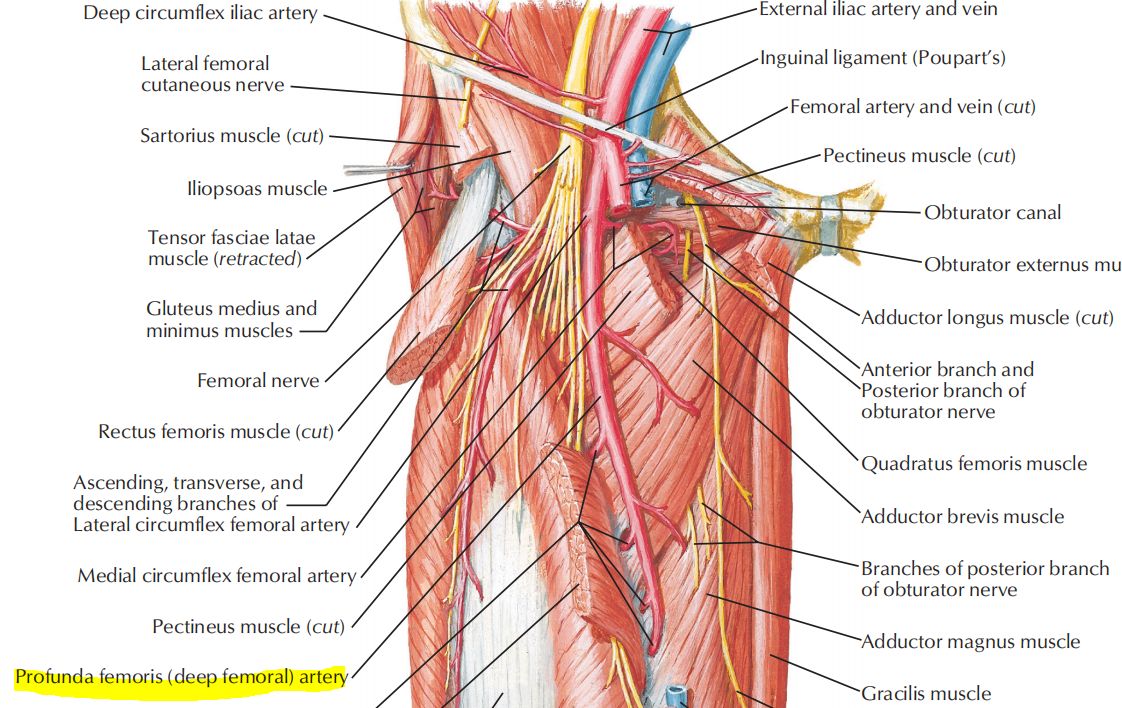 Deep circumflex iliac artery
Lateral femoral
cutaneous nerve
Sartorius muscle (cut)
Iliopsoas muscle
Tensor fasciae latae
muscle (retracted)
Gluteus medius and
minimus muscles
Femoral nerve
Rectus femoris muscle (cut)
Ascending, transverse, and
descending branches of
Lateral circumflex femoral artery
Medial circumflex femoral artery
Pectineus muscle (cut)
Profunda femoris (deep femoral) artery
External iliac artery and vein
Inguinal ligament (Poupart's)
Femoral artery and vein (cut)
Pectineus muscle (cut)
Obturator canal
Obturator externus mu
Adductor longus muscle (cut)
Anterior branch and
Posterior branch of
obturator nerve
Quadratus femoris muscle
Adductor brevis muscle
Branches of posterior branch
of obturator nerve
Adductor magnus muscle
Gracilis muscle